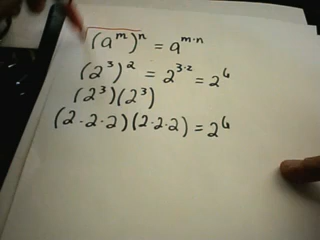 (a^m)^n = a^{m·n}
(2^3)^2 = 2^{3·2} = 2^6
(2^3)(2^3)
(2·2·2)(2·2·2) = 2^6